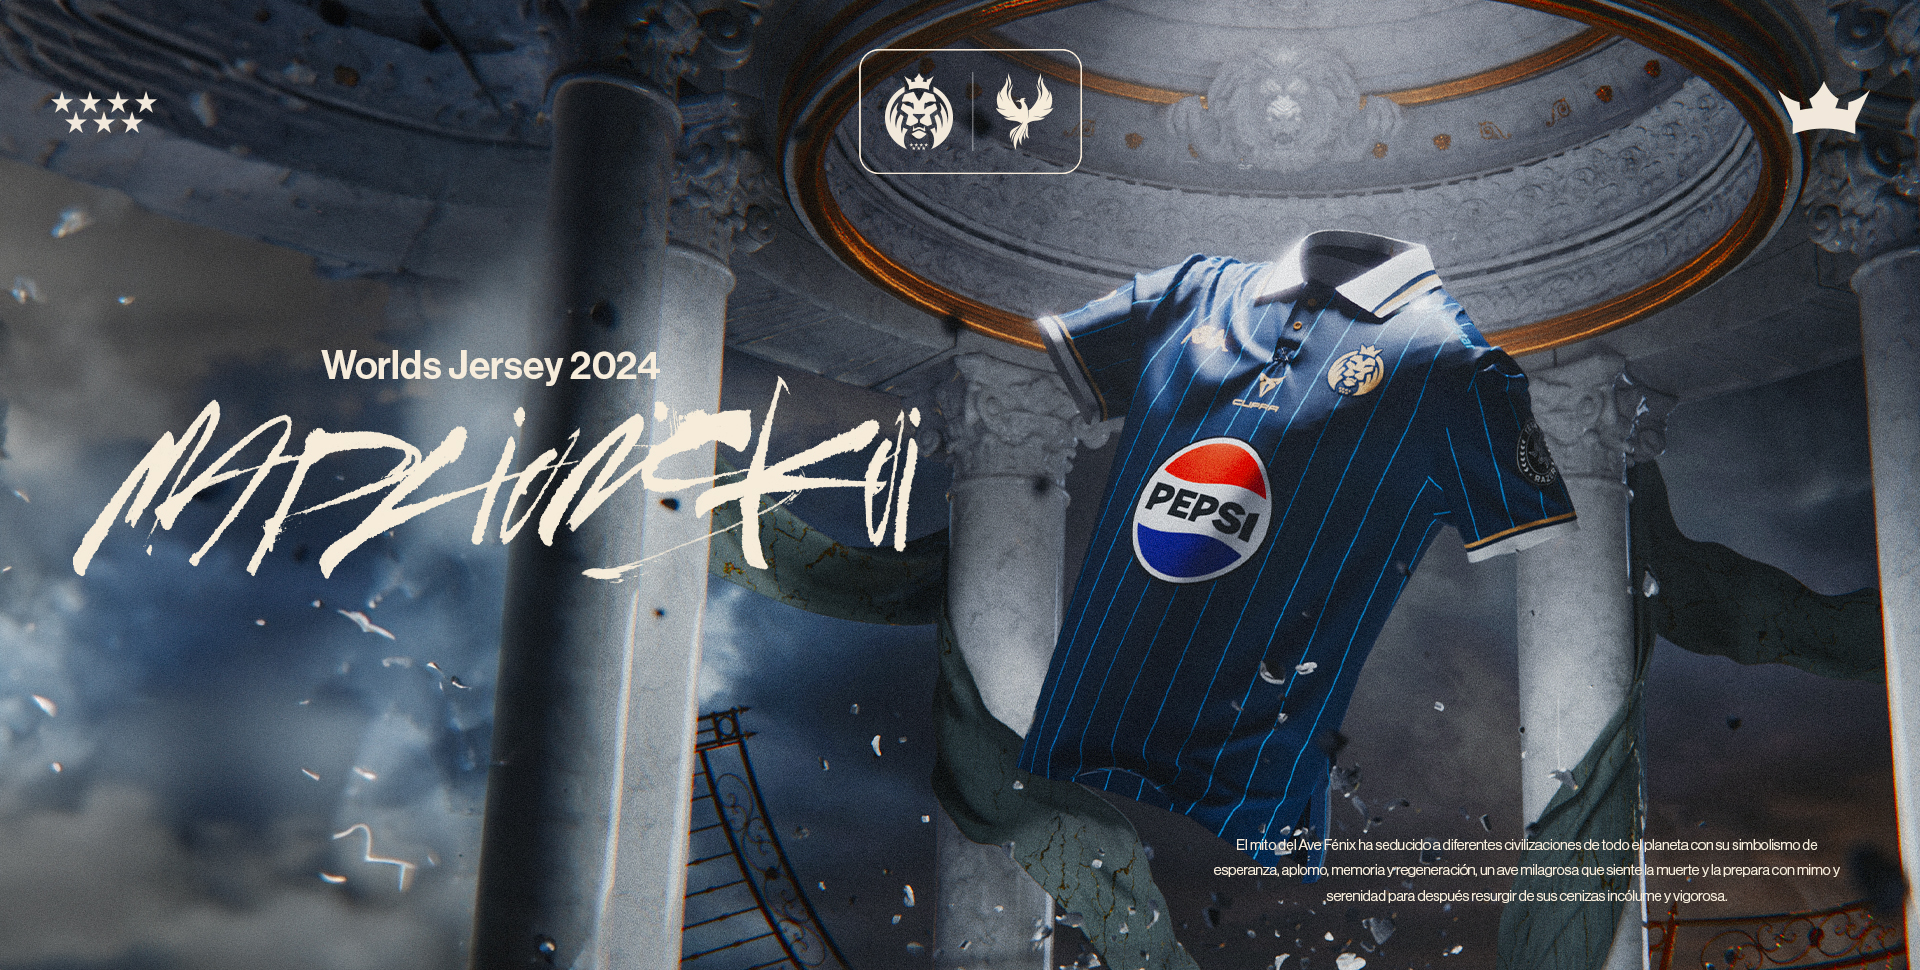 Worlds Jersey 2024
CUPRA
PEPSI
El mito del Ave Fénix ha seducido a diferentes civilizaciones de todo el planeta con su simbolismo de
esperanza, aplomo, memoria y regeneración, un ave milagrosa que siente la muerte y la prepara con mimo y
serenidad para después resurgir de sus cenizas incólume y vigorosa.